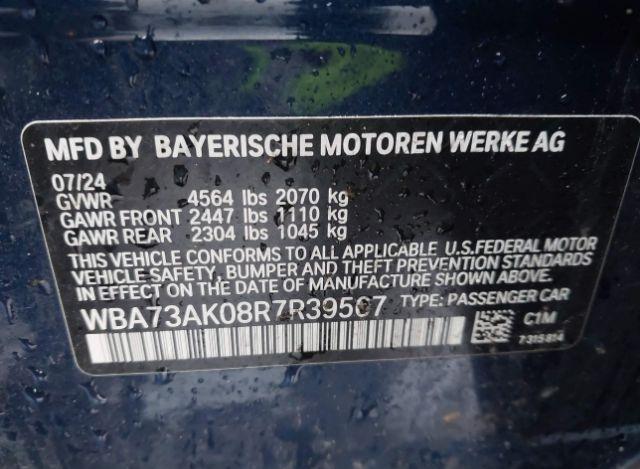 MFD BY BAYERISCHE MOTOREN WERKE AG
07/24
GVWR 4564 lbs 2070 kg
GAWR FRONT 2447 lbs 1110 kg
GAWR REAR 2304 lbs 1045 kg
THIS VEHICLE CONFORMS TO ALL APPLICABLE U.S.FEDERAL MOTOR
VEHICLE SAFETY, BUMPER AND THEFT PREVENTION STANDARDS
IN EFFECT ON THE DATE OF MANUFACTURE SHOWN ABOVE.
WBA73AK08R7R39567 TYPE: PASSENGER CAR
C1M
7315814